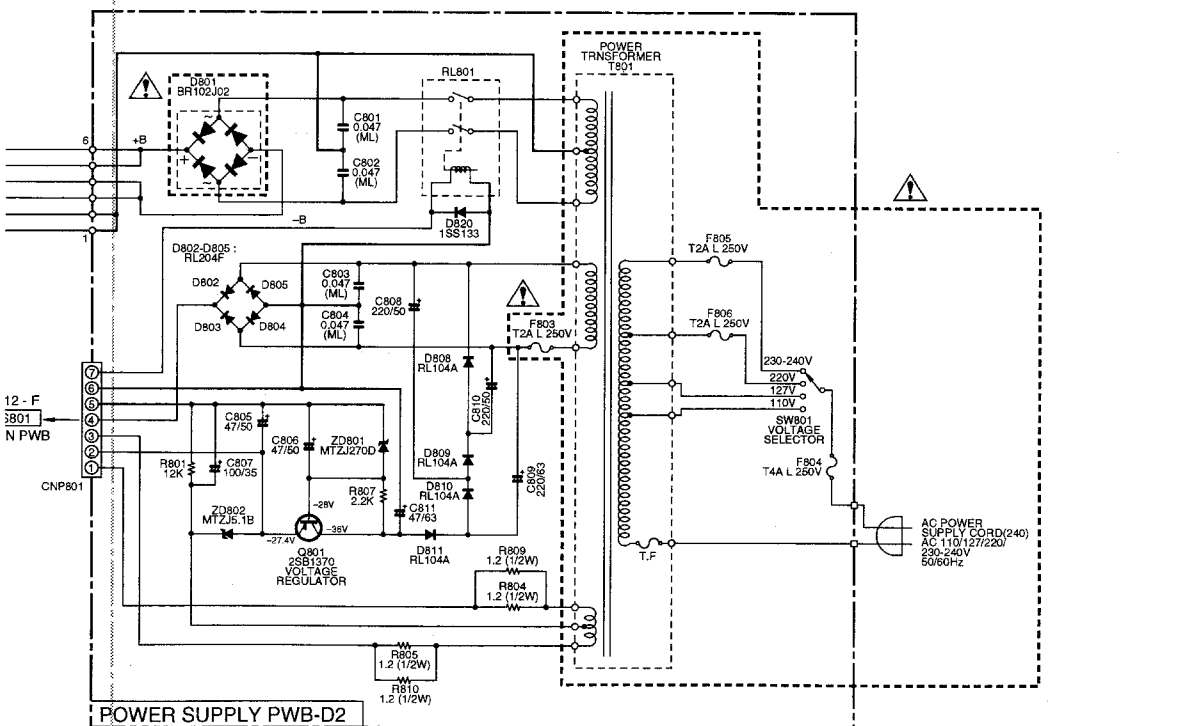 POWER
TRNSFORMER
T801
RL801
D801
BR102J02
C801
0.047
(ML)
6
+B
~
+
−
~
C802
0.047
(ML)
−B
1
D820
1SS133
D802-D805 :
RL204F
D802
D805
D803
D804
C803
0.047
(ML)
C804
0.047
(ML)
C808
220/50
F803
T2A L 250V
F805
T2A L 250V
F806
T2A L 250V
230-240V
220V
127V
110V
SW801
VOLTAGE
SELECTOR
F804
T4A L 250V
D808
RL104A
C810
220/50
7
6
5
4
3
2
1
12 - F
S801
N PWB
CNP801
C805
47/50
C806
47/50
ZD801
MTZJ270D
R801
12K
C807
100/35
D809
RL104A
D810
RL104A
C809
220/63
R807
2.2K
C811
47/63
ZD802
MTZJ5.1B
−28V
−27.4V
−36V
Q801
2SB1370
VOLTAGE
REGULATOR
D811
RL104A
T.F
AC POWER
SUPPLY CORD(240)
AC 110/127/220/
230-240V
50/60Hz
R809
1.2 (1/2W)
R804
1.2 (1/2W)
R805
1.2 (1/2W)
R810
1.2 (1/2W)
POWER SUPPLY PWB-D2